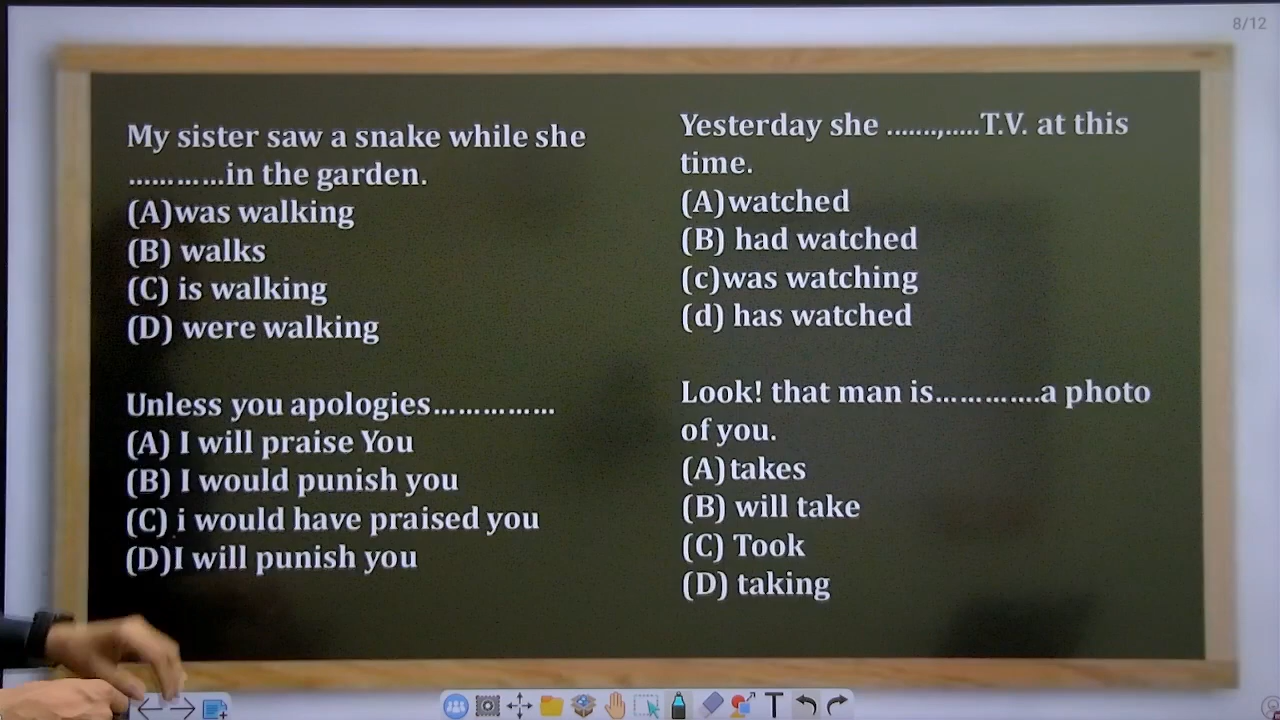 8/12
My sister saw a snake while she
............in the garden.
(A)was walking
(B) walks
(C) is walking
(D) were walking
Unless you apologies...............
(A) I will praise You
(B) I would punish you
(C) i would have praised you
(D)I will punish you
Yesterday she .......,.....T.V. at this
time.
(A)watched
(B) had watched
(c)was watching
(d) has watched
Look! that man is.............a photo
of you.
(A)takes
(B) will take
(C) Took
(D) taking